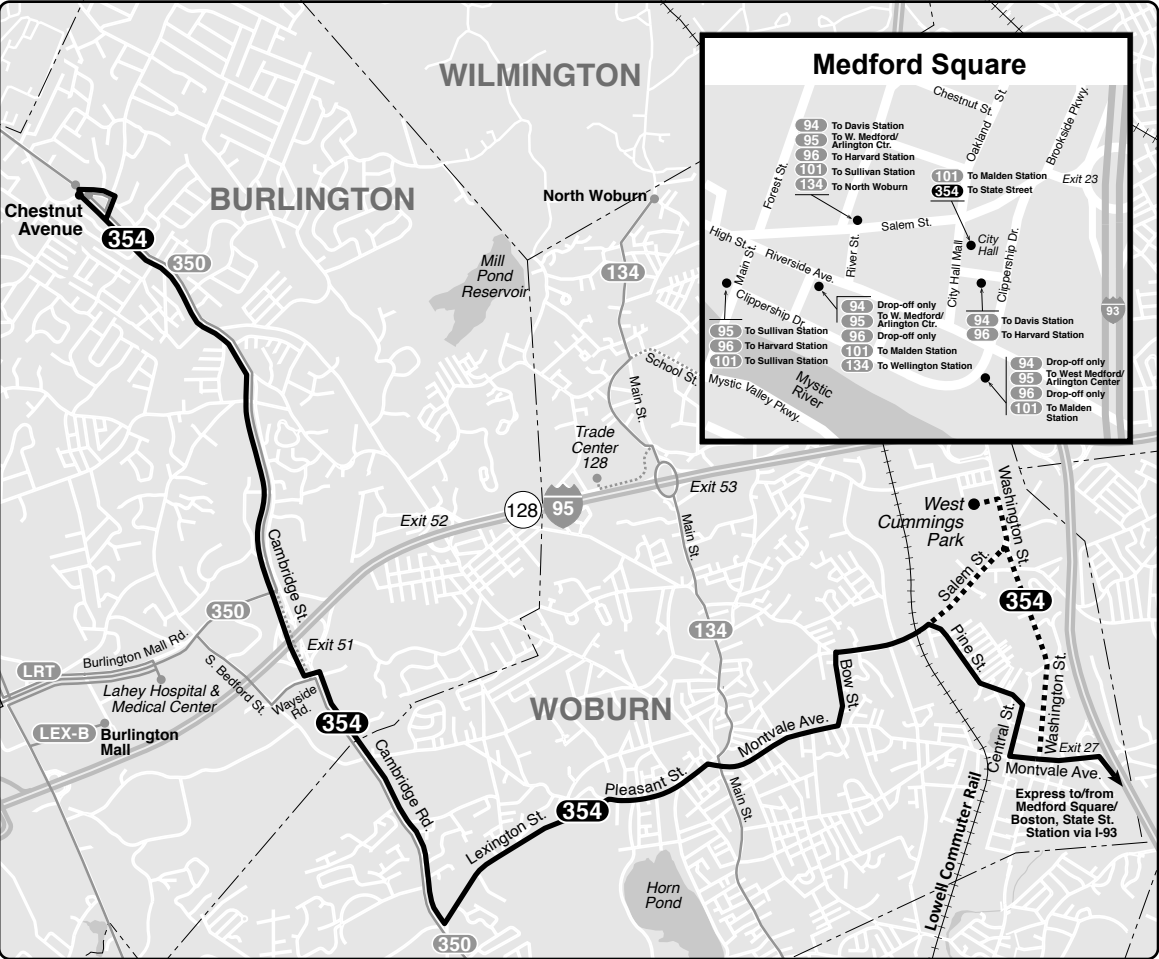 WILMINGTON
BURLINGTON
Chestnut
Avenue
354
350
North Woburn
134
Mill
Pond
Reservoir
School St.
Main St.
Trade
Center
128
128
95
Exit 53
Exit 52
Main St.
Cambridge St.
350
Exit 51
LRT
Burlington Mall Rd.
Lahey Hospital &
Medical Center
S. Bedford St.
Wayside
Rd.
LEX-B
Burlington
Mall
354
Cambridge Rd.
WOBURN
134
Lexington St.
354
Pleasant St.
Montvale Ave.
Main St.
Bow St.
350
Horn
Pond
Lowell Commuter Rail
West
Cummings
Park
Washington St.
Salem St.
354
Pine St.
Washington St.
Central St.
Exit 27
Montvale Ave.
Express to/from
Medford Square/
Boston, State St.
Station via I-93
Medford Square
Chestnut St.
Oakland St.
Brookside Pkwy.
Exit 23
94 To Davis Station
95 To W. Medford/
Arlington Ctr.
96 To Harvard Station
101 To Sullivan Station
134 To North Woburn
101 To Malden Station
354 To State Street
Forest St.
Salem St.
City
Hall
High St.
Main St.
Riverside Ave.
River St.
City Hall Mall
Clippership Dr.
Clippership Dr.
93
95 To Sullivan Station
96 To Harvard Station
101 To Sullivan Station
94 Drop-off only
95 To W. Medford/
Arlington Ctr.
96 Drop-off only
101 To Malden Station
134 To Wellington Station
94 To Davis Station
96 To Harvard Station
94 Drop-off only
95 To West Medford/
Arlington Center
96 Drop-off only
101 To Malden
Station
Mystic Valley Pkwy.
Mystic
River